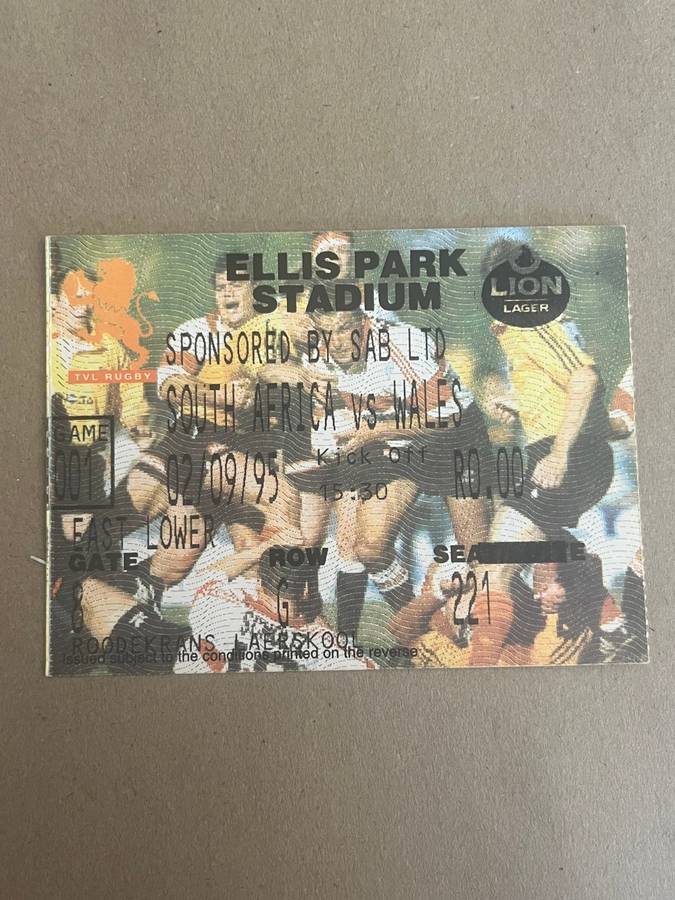 ELLIS PARK
STADIUM
LION
LAGER
TVL RUGBY
SPONSORED BY SAB LTD
SOUTH AFRICA vs WALES
GAME
001
02/09/95
Kick Off
15:30
R0.00
EAST LOWER
GATE
ROW
8
G
221
ROODEKRANS LAERSKOOL
Issued subject to the conditions printed on the reverse